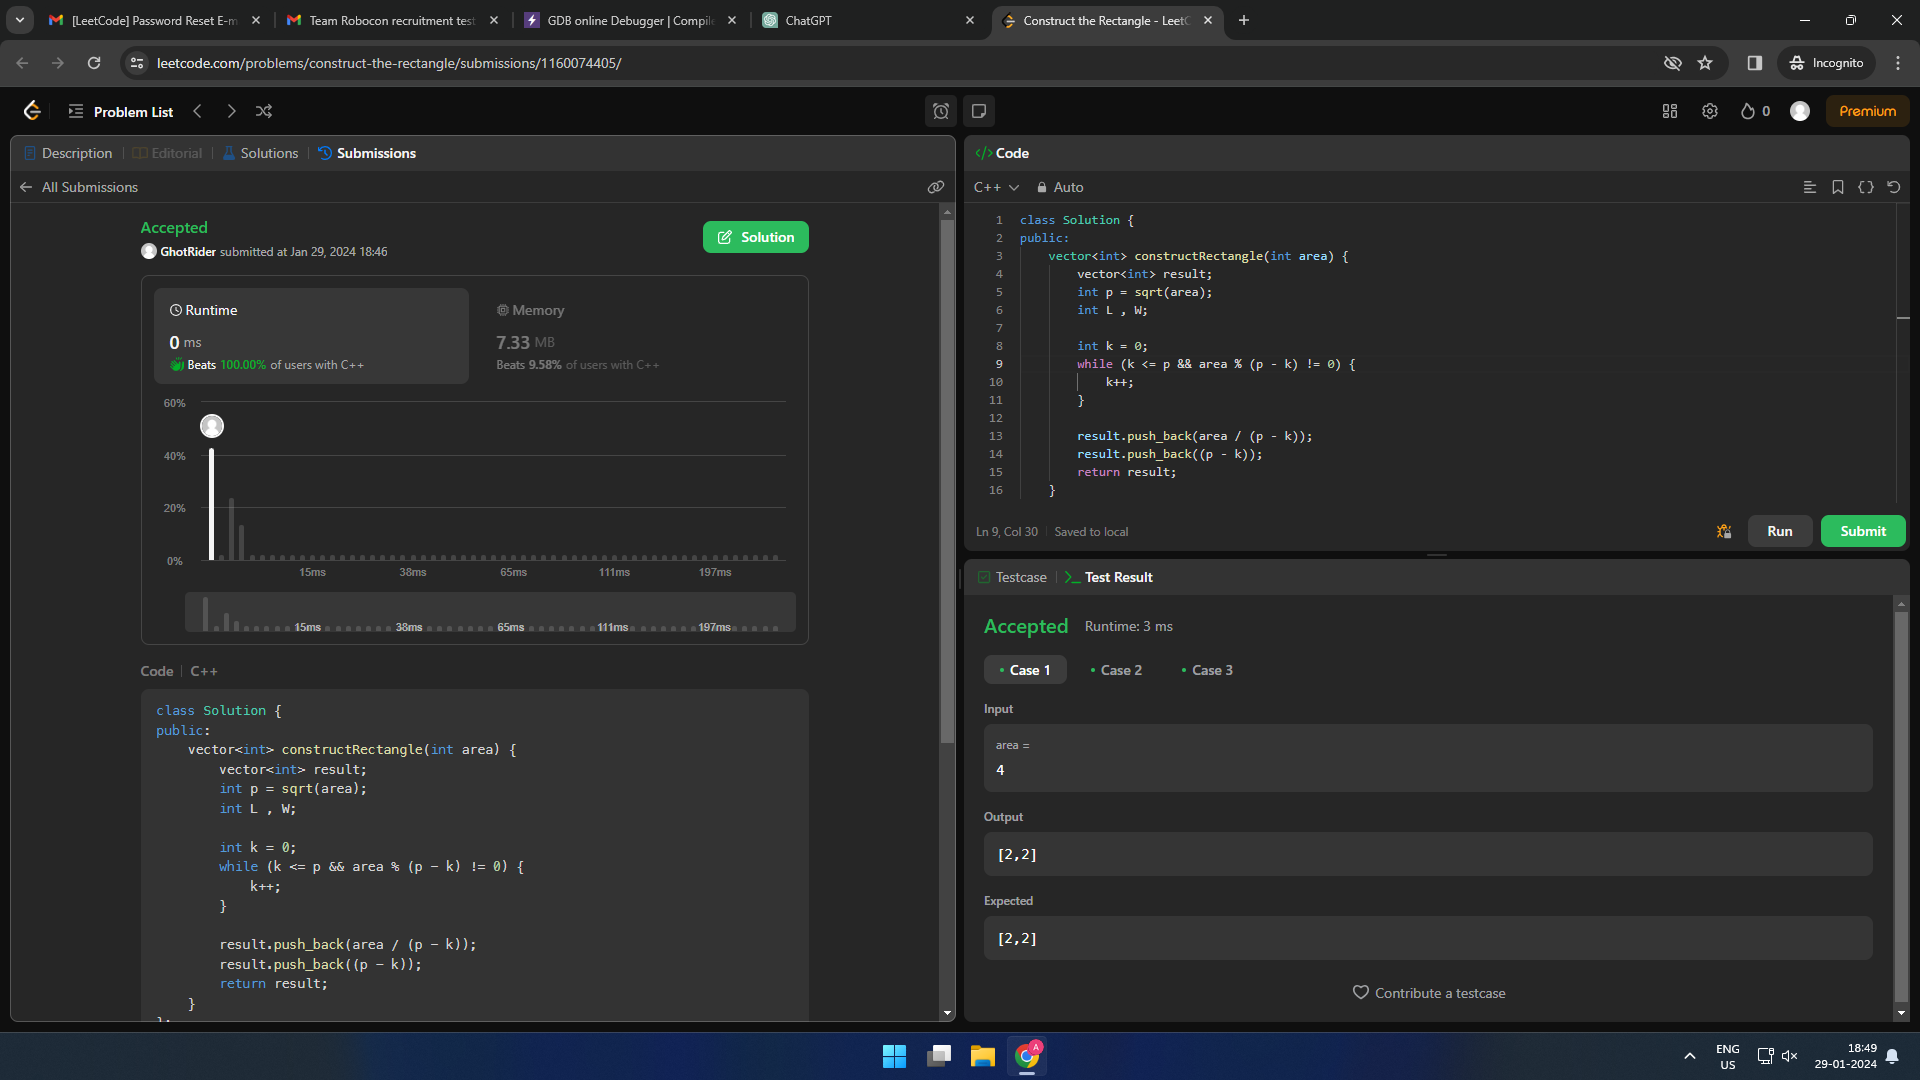 [LeetCode] Password Reset E-m
Team Robocon recruitment test
GDB online Debugger | Compile
ChatGPT
Construct the Rectangle - LeetC
leetcode.com/problems/construct-the-rectangle/submissions/1160074405/
Incognito
Problem List
0
Premium
Description
Editorial
Solutions
Submissions
All Submissions
Accepted
GhotRider submitted at Jan 29, 2024 18:46
Solution
Runtime
0 ms
Beats 100.00% of users with C++
Memory
7.33 MB
Beats 9.58% of users with C++
60%
40%
20%
0%
15ms 38ms 65ms 111ms 197ms
15ms 38ms 65ms 111ms 197ms
Code | C++
class Solution {
public:
vector<int> constructRectangle(int area) {
vector<int> result;
int p = sqrt(area);
int L , W;
int k = 0;
while (k <= p && area % (p - k) != 0) {
k++;
}
result.push_back(area / (p - k));
result.push_back((p - k));
return result;
}
};
</> Code
C++
Auto
1 class Solution {
2 public:
3 vector<int> constructRectangle(int area) {
4 vector<int> result;
5 int p = sqrt(area);
6 int L , W;
7
8 int k = 0;
9 while (k <= p && area % (p - k) != 0) {
10 k++;
11 }
12
13 result.push_back(area / (p - k));
14 result.push_back((p - k));
15 return result;
16 }
Ln 9, Col 30 | Saved to local
Run
Submit
Testcase
Test Result
Accepted Runtime: 3 ms
Case 1
Case 2
Case 3
Input
area =
4
Output
[2,2]
Expected
[2,2]
Contribute a testcase
A
ENG
US
18:49
29-01-2024